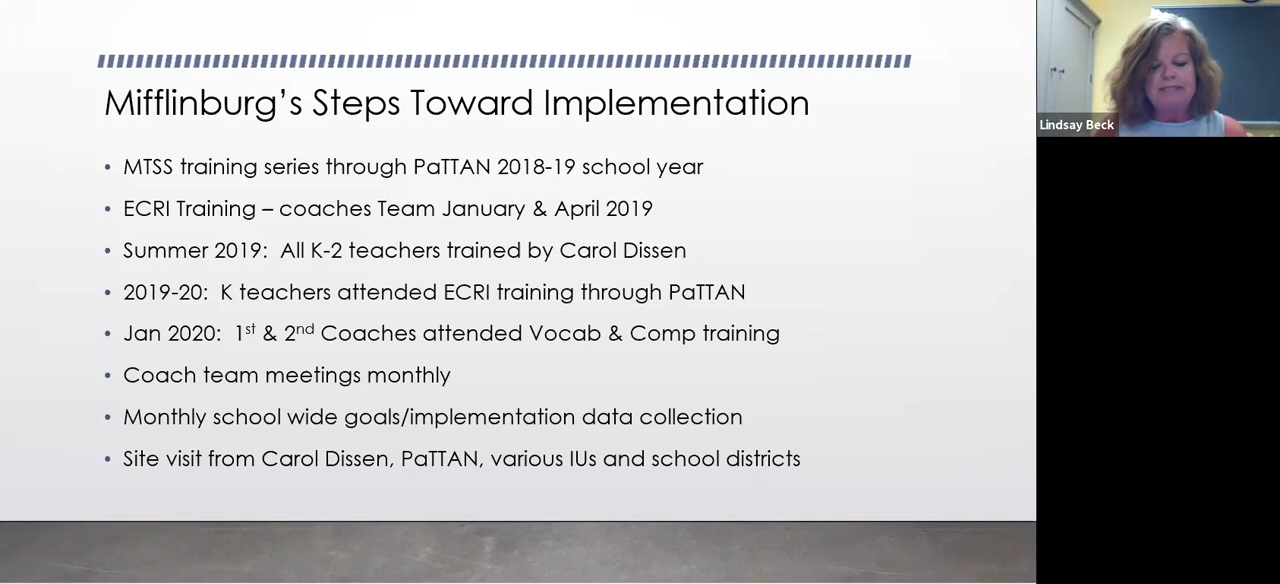 Mifflinburg's Steps Toward Implementation
• MTSS training series through PaTTAN 2018-19 school year
• ECRI Training – coaches Team January & April 2019
• Summer 2019:  All K-2 teachers trained by Carol Dissen
• 2019-20:  K teachers attended ECRI training through PaTTAN
• Jan 2020:  1st & 2nd Coaches attended Vocab & Comp training
• Coach team meetings monthly
• Monthly school wide goals/implementation data collection
• Site visit from Carol Dissen, PaTTAN, various IUs and school districts
Lindsay Beck